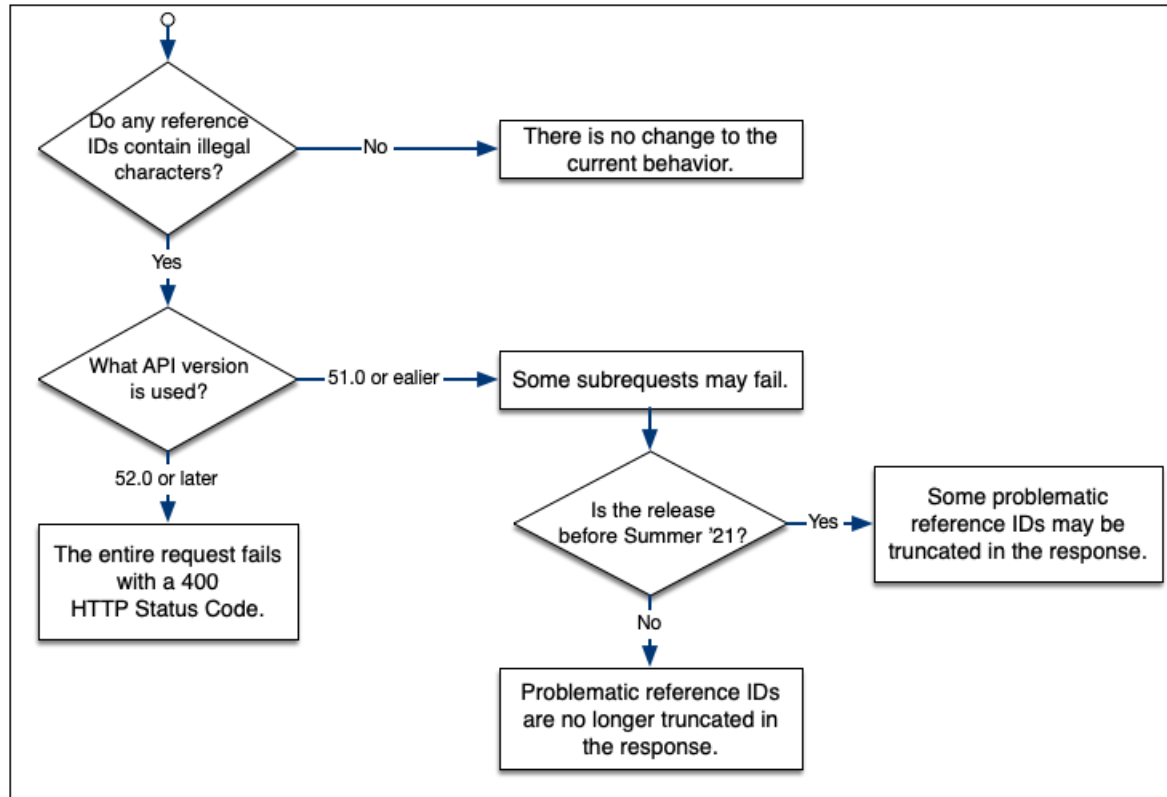 Do any reference
IDs contain illegal
characters?
No
There is no change to the
current behavior.
Yes
What API version
is used?
51.0 or ealier
Some subrequests may fail.
52.0 or later
The entire request fails
with a 400
HTTP Status Code.
Is the release
before Summer '21?
Yes
Some problematic
reference IDs may be
truncated in the response.
No
Problematic reference IDs
are no longer truncated in
the response.